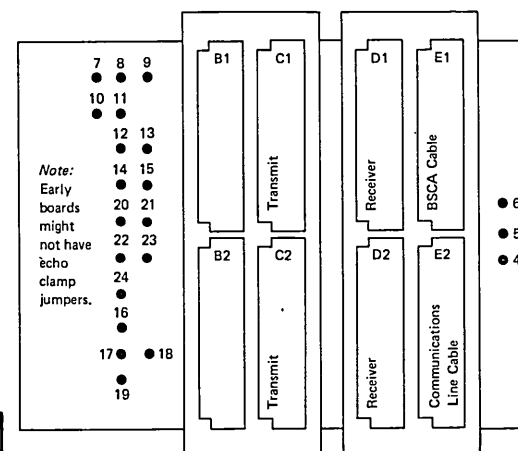 7 8 9
10 11
12 13
14 15
20 21
22 23
24
16
17 18
19
Note:
Early
boards
might
not have
echo
clamp
jumpers.
B1
C1
Transmit
D1
Receiver
E1
BSCA Cable
B2
C2
Transmit
D2
Receiver
E2
Communications
Line Cable
6
5
4